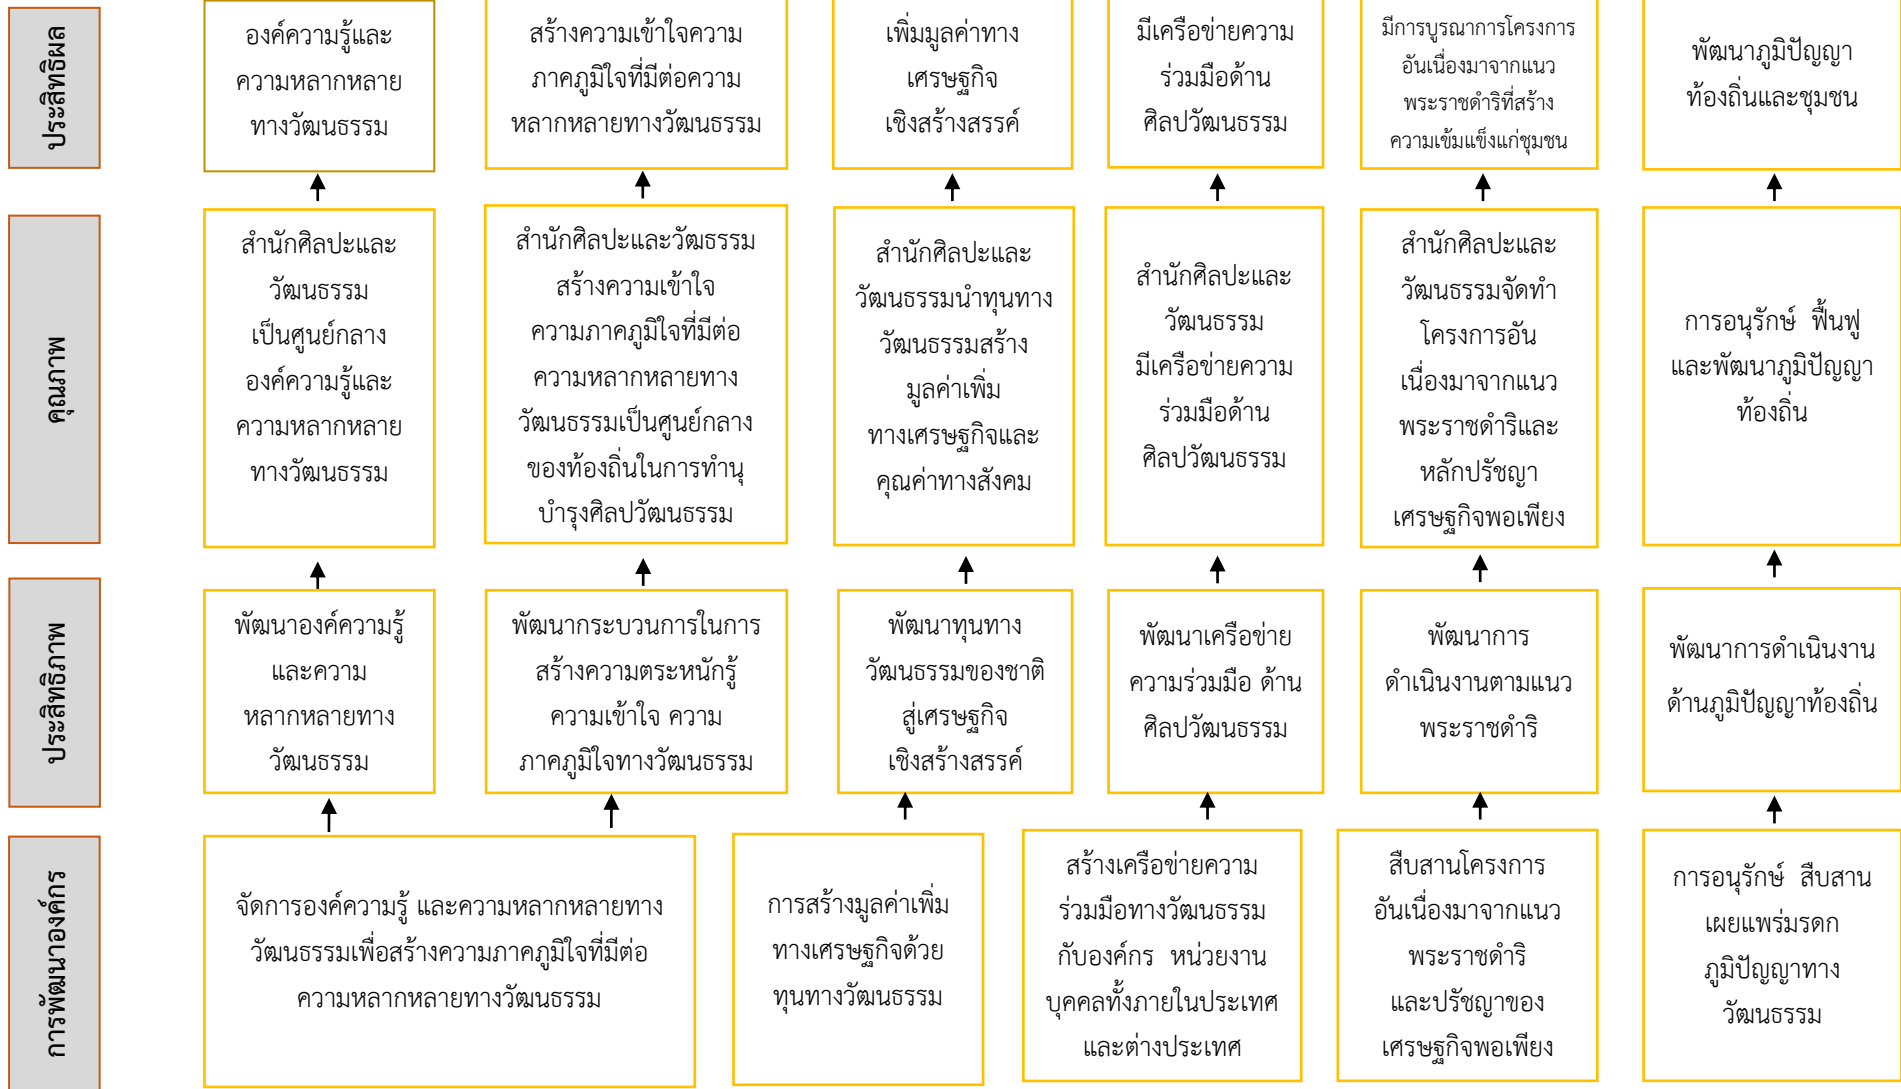 ประสิทธิผล
องค์ความรู้และ
ความหลากหลาย
ทางวัฒนธรรม
สร้างความเข้าใจความ
ภาคภูมิใจที่มีต่อความ
หลากหลายทางวัฒนธรรม
เพิ่มมูลค่าทาง
เศรษฐกิจ
เชิงสร้างสรรค์
มีเครือข่ายความ
ร่วมมือด้าน
ศิลปวัฒนธรรม
มีการบูรณาการโครงการ
อันเนื่องมาจากแนว
พระราชดำริที่สร้าง
ความเข้มแข็งแก่ชุมชน
พัฒนาภูมิปัญญา
ท้องถิ่นและชุมชน
คุณภาพ
สำนักศิลปะและ
วัฒนธรรม
เป็นศูนย์กลาง
องค์ความรู้และ
ความหลากหลาย
ทางวัฒนธรรม
สำนักศิลปะและวัฒธรรม
สร้างความเข้าใจ
ความภาคภูมิใจที่มีต่อ
ความหลากหลายทาง
วัฒนธรรมเป็นศูนย์กลาง
ของท้องถิ่นในการทำนุ
บำรุงศิลปวัฒนธรรม
สำนักศิลปะและ
วัฒนธรรมนำทุนทาง
วัฒนธรรมสร้าง
มูลค่าเพิ่ม
ทางเศรษฐกิจและ
คุณค่าทางสังคม
สำนักศิลปะและ
วัฒนธรรม
มีเครือข่ายความ
ร่วมมือด้าน
ศิลปวัฒนธรรม
สำนักศิลปะและ
วัฒนธรรมจัดทำ
โครงการอัน
เนื่องมาจากแนว
พระราชดำริและ
หลักปรัชญา
เศรษฐกิจพอเพียง
การอนุรักษ์ ฟื้นฟู
และพัฒนาภูมิปัญญา
ท้องถิ่น
ประสิทธิภาพ
พัฒนาองค์ความรู้
และความ
หลากหลายทาง
วัฒนธรรม
พัฒนากระบวนการในการ
สร้างความตระหนักรู้
ความเข้าใจ ความ
ภาคภูมิใจทางวัฒนธรรม
พัฒนาทุนทาง
วัฒนธรรมของชาติ
สู่เศรษฐกิจ
เชิงสร้างสรรค์
พัฒนาเครือข่าย
ความร่วมมือ ด้าน
ศิลปวัฒนธรรม
พัฒนาการ
ดำเนินงานตามแนว
พระราชดำริ
พัฒนาการดำเนินงาน
ด้านภูมิปัญญาท้องถิ่น
การพัฒนาองค์กร
จัดการองค์ความรู้ และความหลากหลายทาง
วัฒนธรรมเพื่อสร้างความภาคภูมิใจที่มีต่อ
ความหลากหลายทางวัฒนธรรม
การสร้างมูลค่าเพิ่ม
ทางเศรษฐกิจด้วย
ทุนทางวัฒนธรรม
สร้างเครือข่ายความ
ร่วมมือทางวัฒนธรรม
กับองค์กร หน่วยงาน
บุคคลทั้งภายในประเทศ
และต่างประเทศ
สืบสานโครงการ
อันเนื่องมาจากแนว
พระราชดำริ
และปรัชญาของ
เศรษฐกิจพอเพียง
การอนุรักษ์ สืบสาน
เผยแพร่มรดก
ภูมิปัญญาทาง
วัฒนธรรม